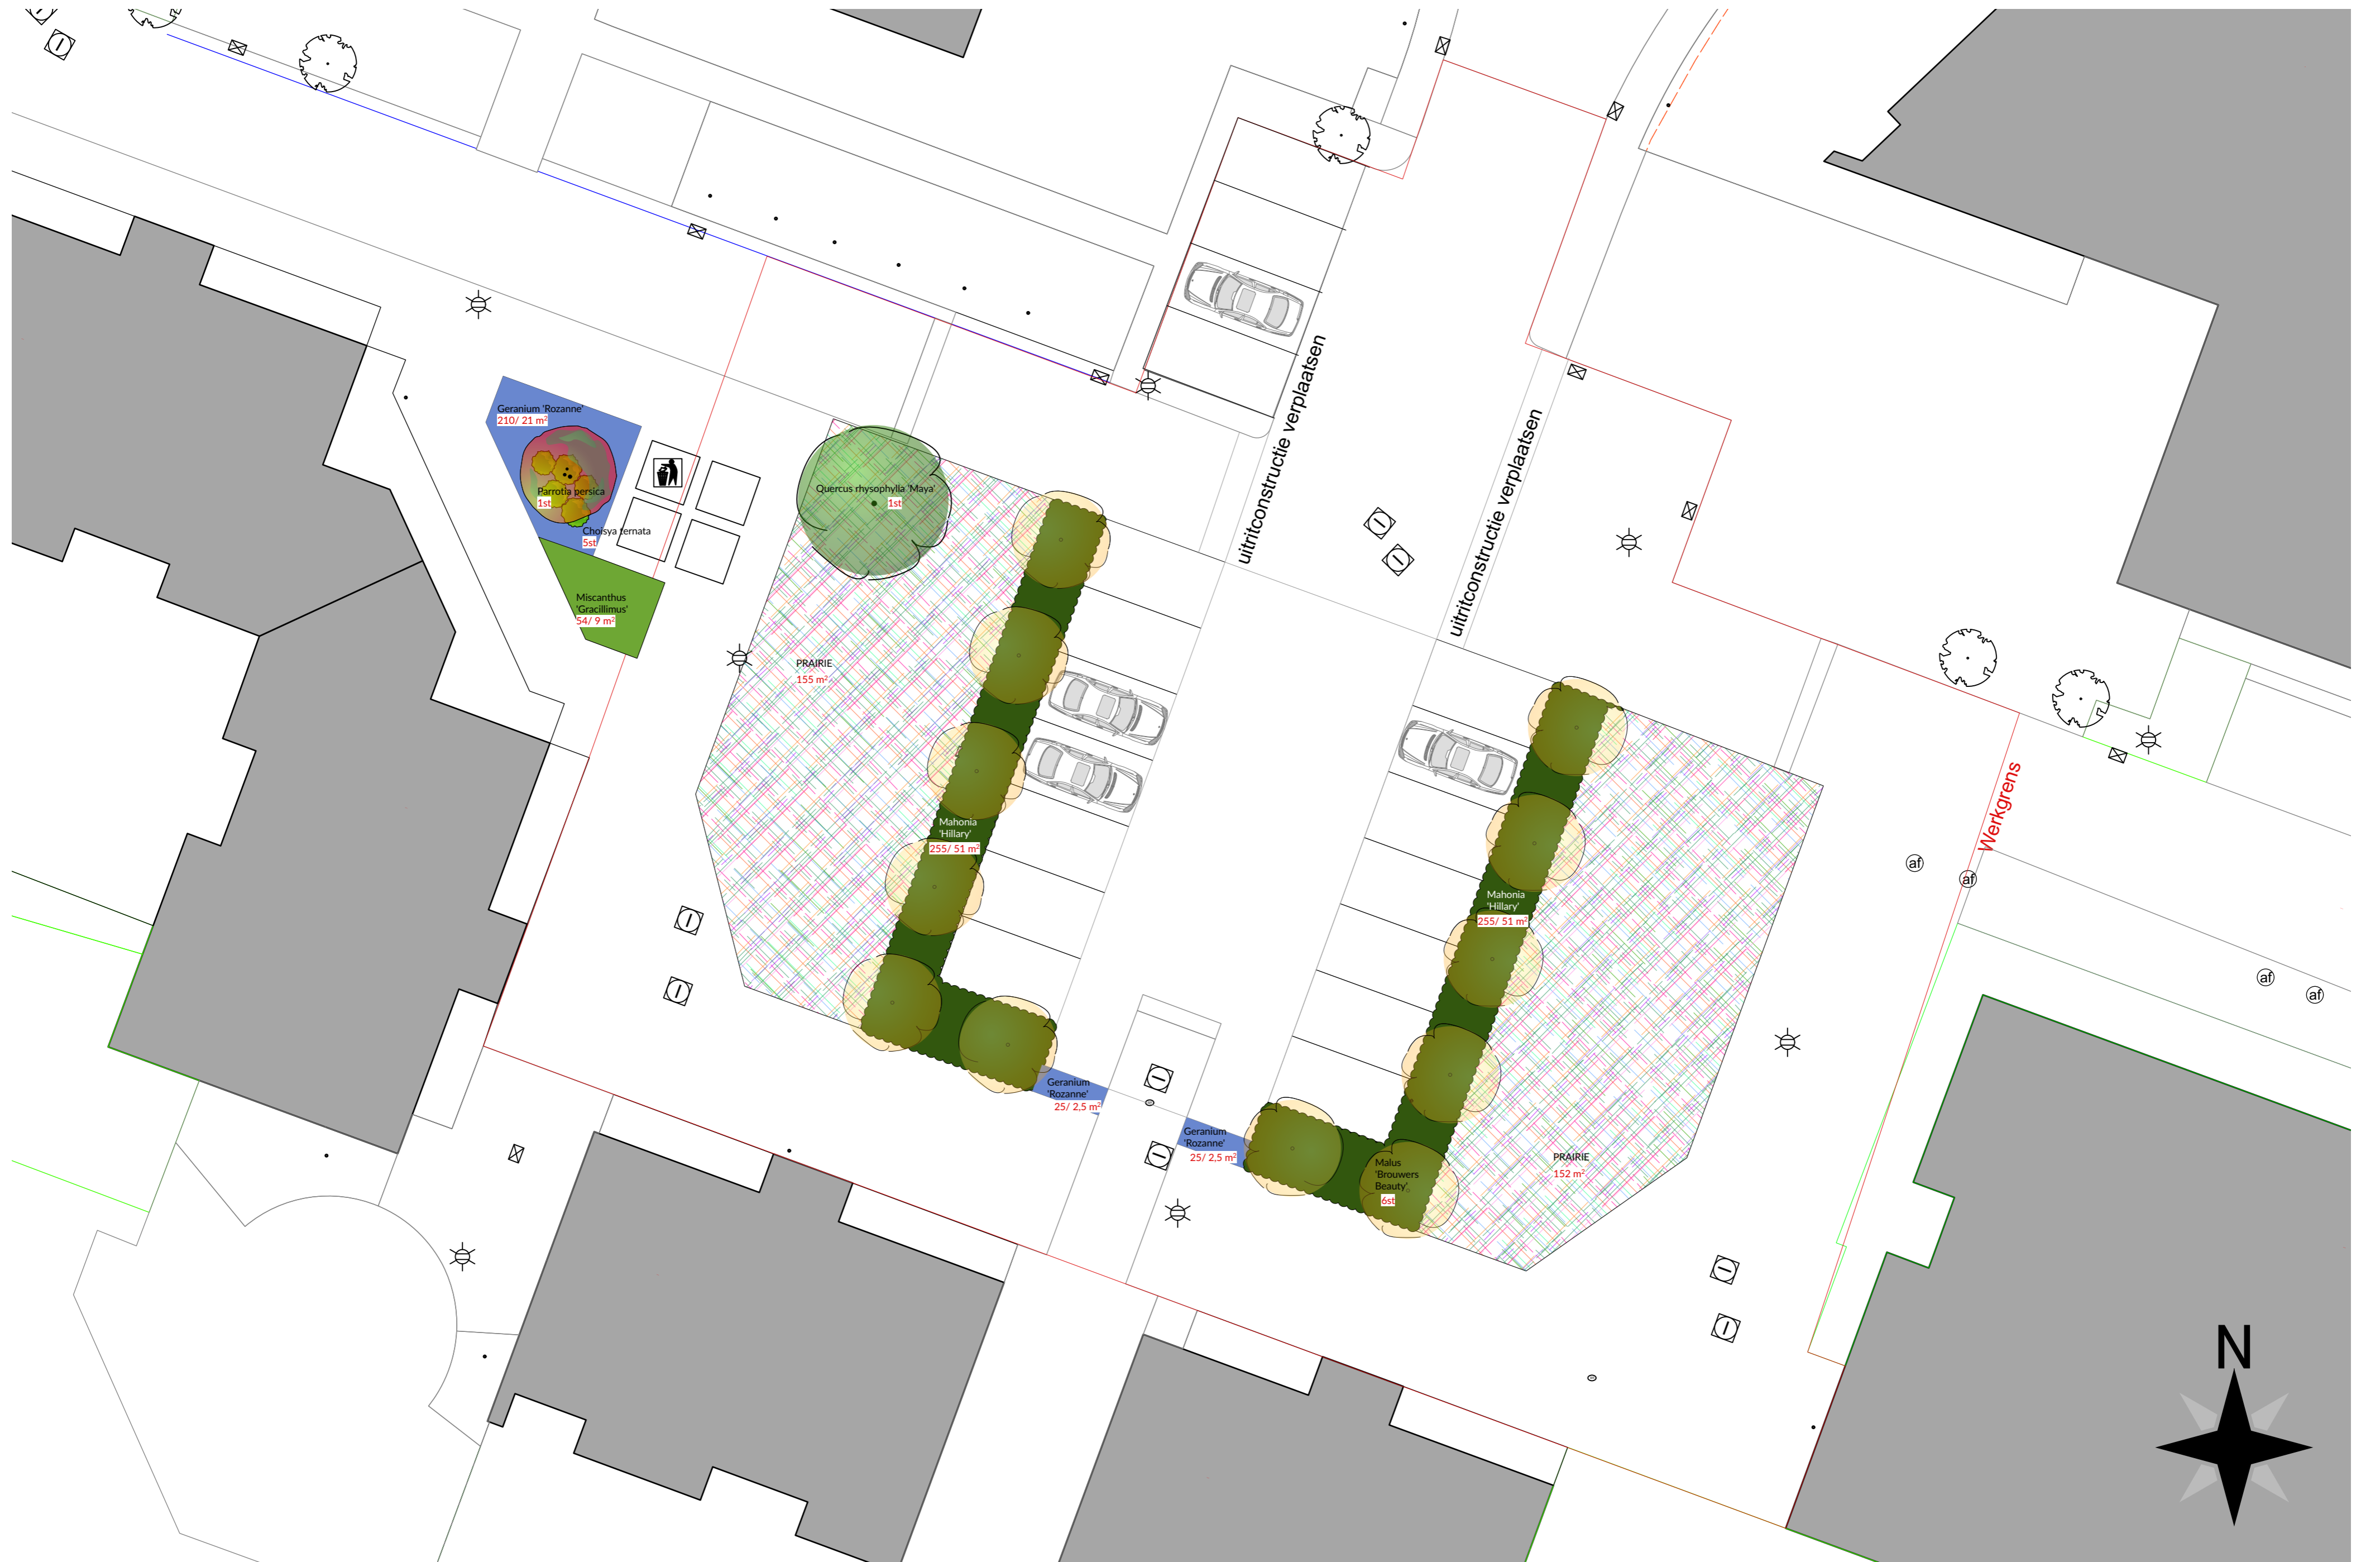 uitritconstructie verplaatsen
uitritconstructie verplaatsen
Geranium 'Rozanne'
210/ 21 m²
Parrotia persica
1st
Choisya ternata
5st
Miscanthus
'Gracillimus'
54/ 9 m²
Quercus rhysophylla 'Maya'
1st
PRAIRIE
155 m²
Mahonia
'Hillary'
255/ 51 m²
Mahonia
'Hillary'
255/ 51 m²
Werkgrens
af
af
af
af
Geranium
'Rozanne'
25/ 2,5 m²
Geranium
'Rozanne'
25/ 2,5 m²
Malus
'Brouwers
Beauty'
6st
PRAIRIE
152 m²
N